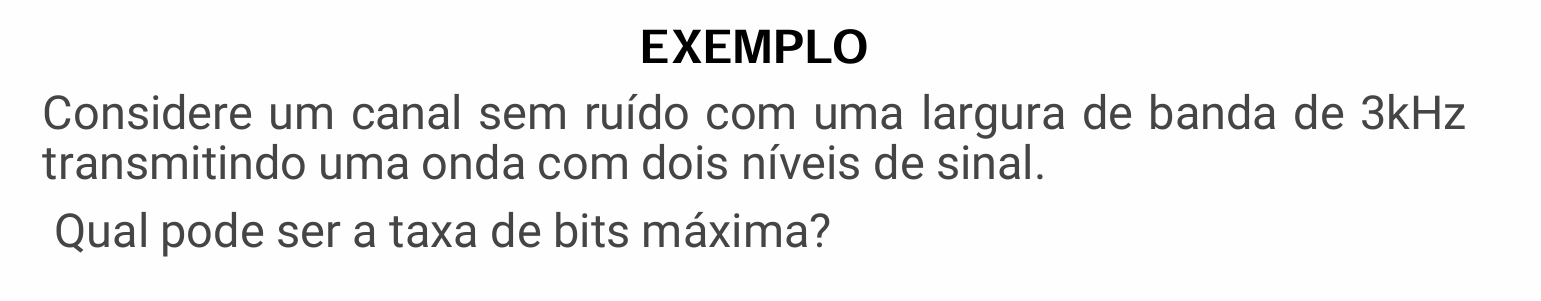 EXEMPLO
Considere um canal sem ruído com uma largura de banda de 3kHz
transmitindo uma onda com dois níveis de sinal.
Qual pode ser a taxa de bits máxima?